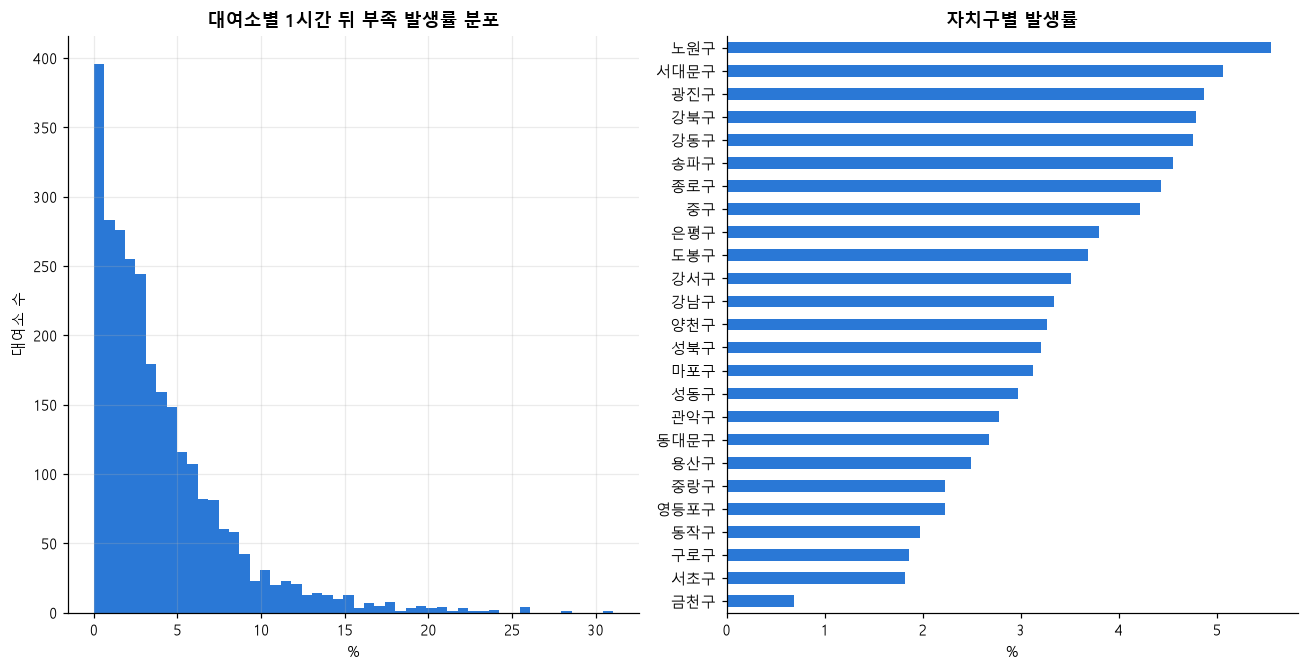 대여소별 1시간 뒤 부족 발생률 분포
대여소 수
400
350
300
250
200
150
100
50
0
0 5 10 15 20 25 30
%
자치구별 발생률
노원구
서대문구
광진구
강북구
강동구
송파구
종로구
중구
은평구
도봉구
강서구
강남구
양천구
성북구
마포구
성동구
관악구
동대문구
용산구
중랑구
영등포구
동작구
구로구
서초구
금천구
0 1 2 3 4 5
%